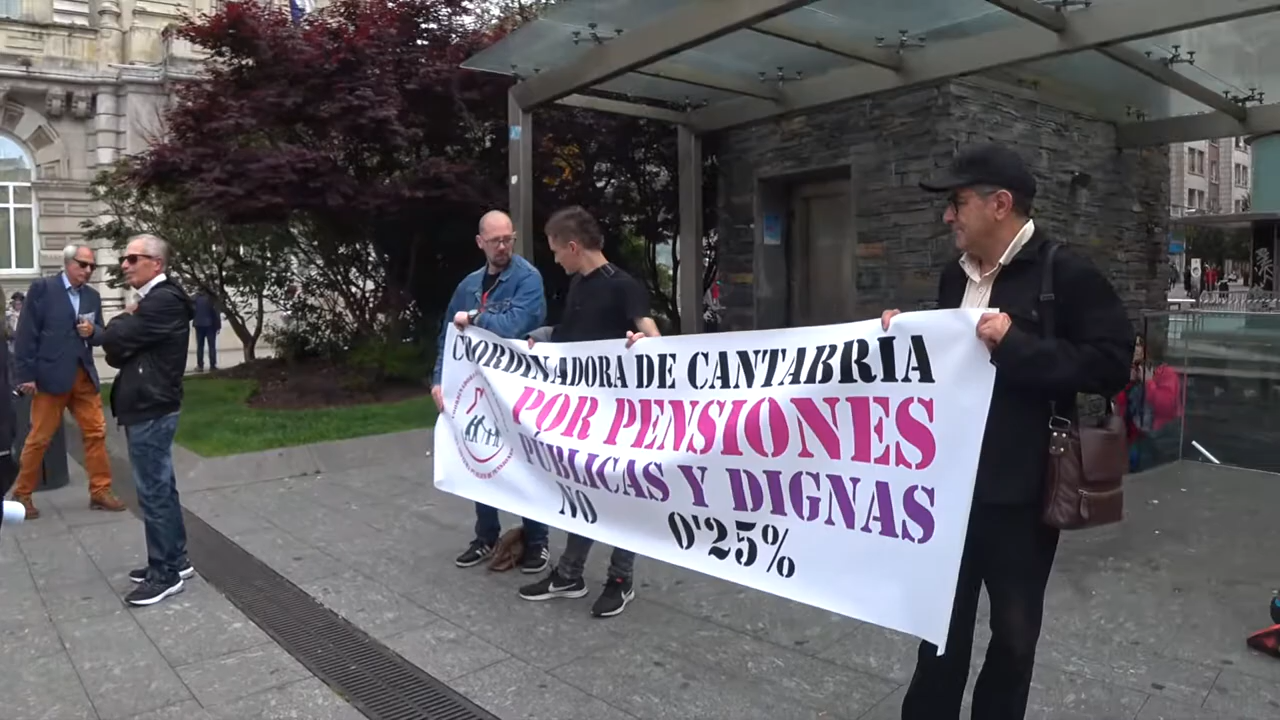 COORDINADORA DE CANTABRIA
POR PENSIONES
PÚBLICAS Y DIGNAS
NO 0'25%